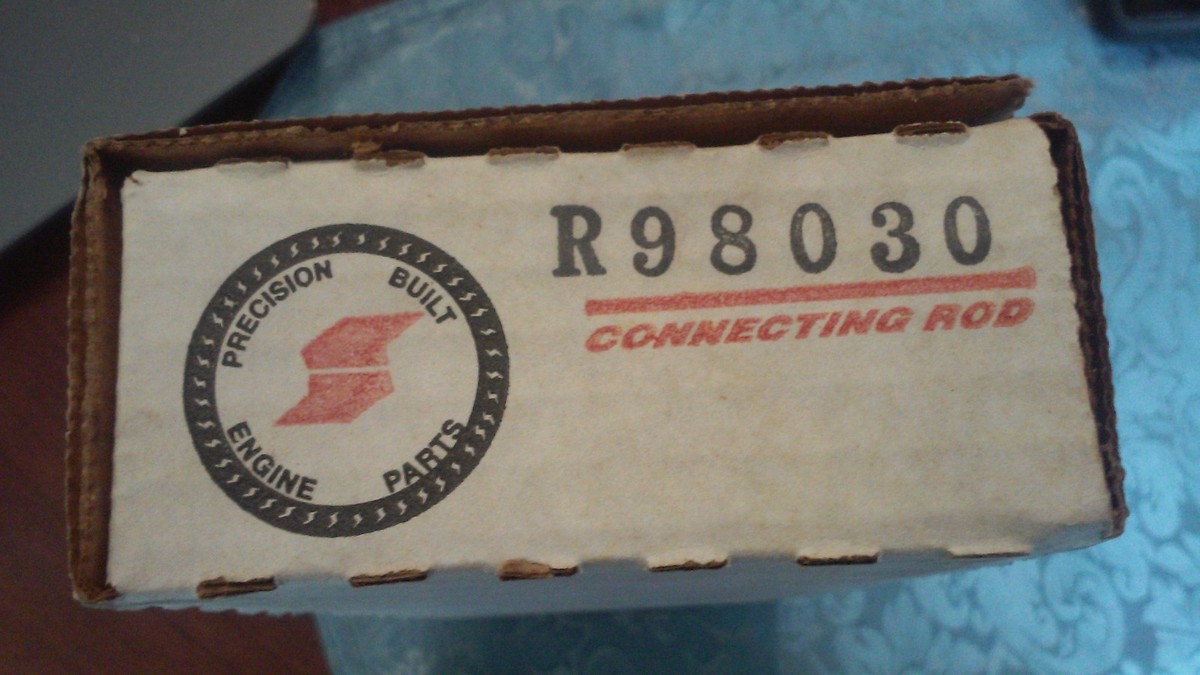 R98030
CONNECTING ROD
PRECISION BUILT
ENGINE PARTS